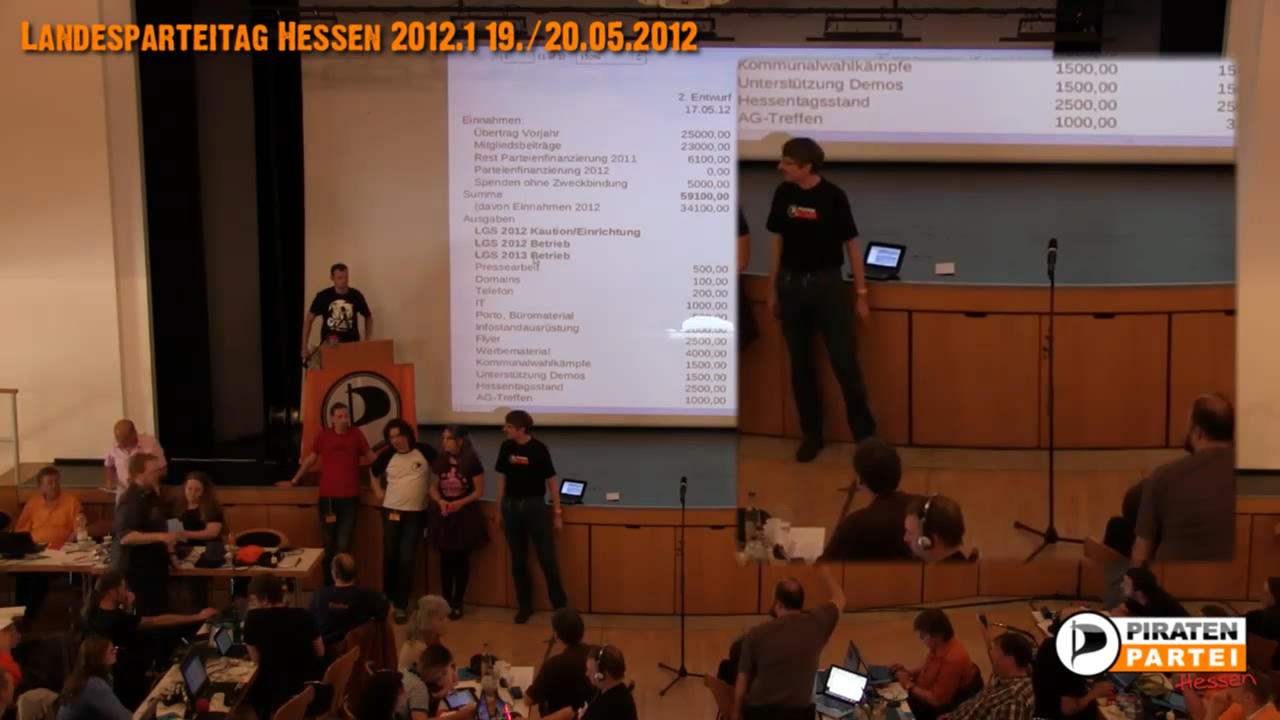 LANDESPARTEITAG HESSEN 2012.1 19./20.05.2012
2. Entwurf
17.05.12
Einnahmen:
Übertrag Vorjahr 25000,00
Mitgliedsbeiträge 23000,00
Rest Parteienfinanzierung 2011 6100,00
Parteienfinanzierung 2012 0,00
Spenden ohne Zweckbindung 5000,00
Summe 59100,00
(davon Einnahmen 2012 34100,00
Ausgaben
LGS 2012 Kaution/Einrichtung
LGS 2012 Betrieb
LGS 2013 Betrieb
Pressearbeit 500,00
Domains 100,00
Telefon 200,00
IT 1000,00
Porto, Büromaterial
Infostandausrüstung
Flyer 2500,00
Werbematerial 4000,00
Kommunalwahlkämpfe 1500,00
Unterstützung Demos 1500,00
Hessentagsstand 2500,00
AG-Treffen 1000,00
Kommunalwahlkämpfe 1500,00 15
Unterstützung Demos 1500,00 15
Hessentagsstand 2500,00 25
AG-Treffen 1000,00 3
PIRATEN
PARTEI
Hessen